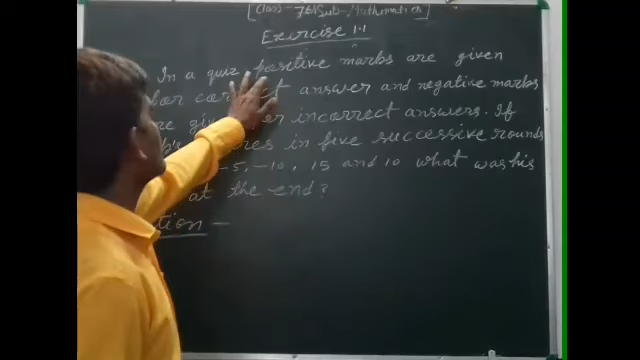 [Class - 7th Sub - Mathematics]
Exercise 1.1
In a quiz, positive marks are given
for correct answer and negative marks
are given for incorrect answers. If
scores in five successive rounds
-5, -10, 15 and 10 what was his
at the end?